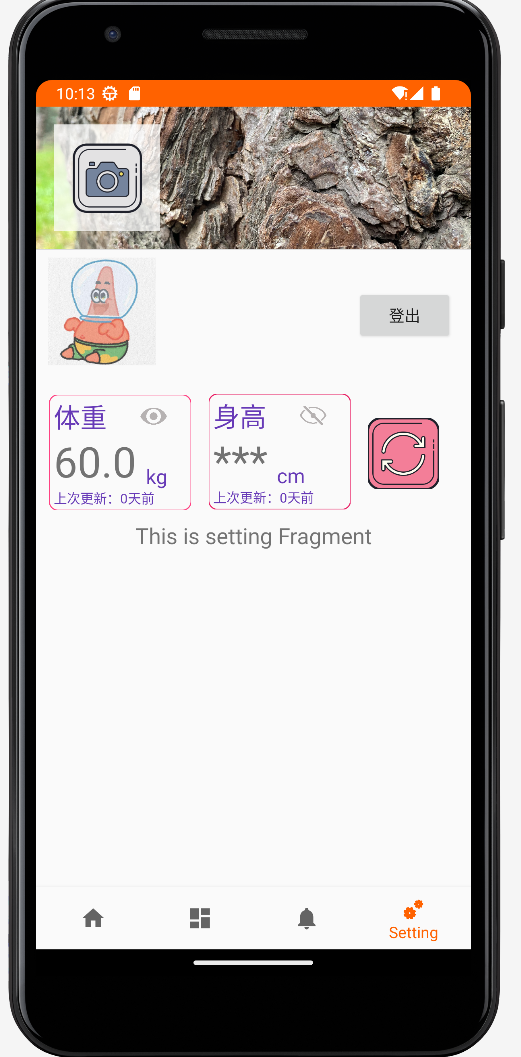 10:13
登出
体重
60.0 kg
上次更新：0天前
身高
*** cm
上次更新：0天前
This is setting Fragment
Setting